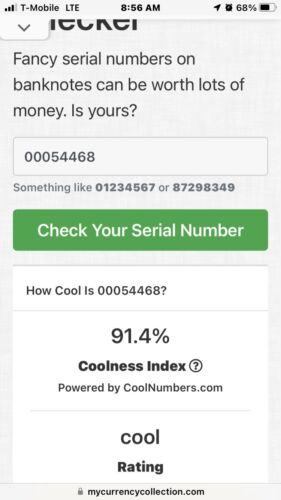 T-Mobile LTE 8:56 AM 68%
Fancy serial numbers on
banknotes can be worth lots of
money. Is yours?
00054468
Something like 01234567 or 87298349
Check Your Serial Number
How Cool Is 00054468?
91.4%
Coolness Index ?
Powered by CoolNumbers.com
cool
Rating
mycurrencycollection.com